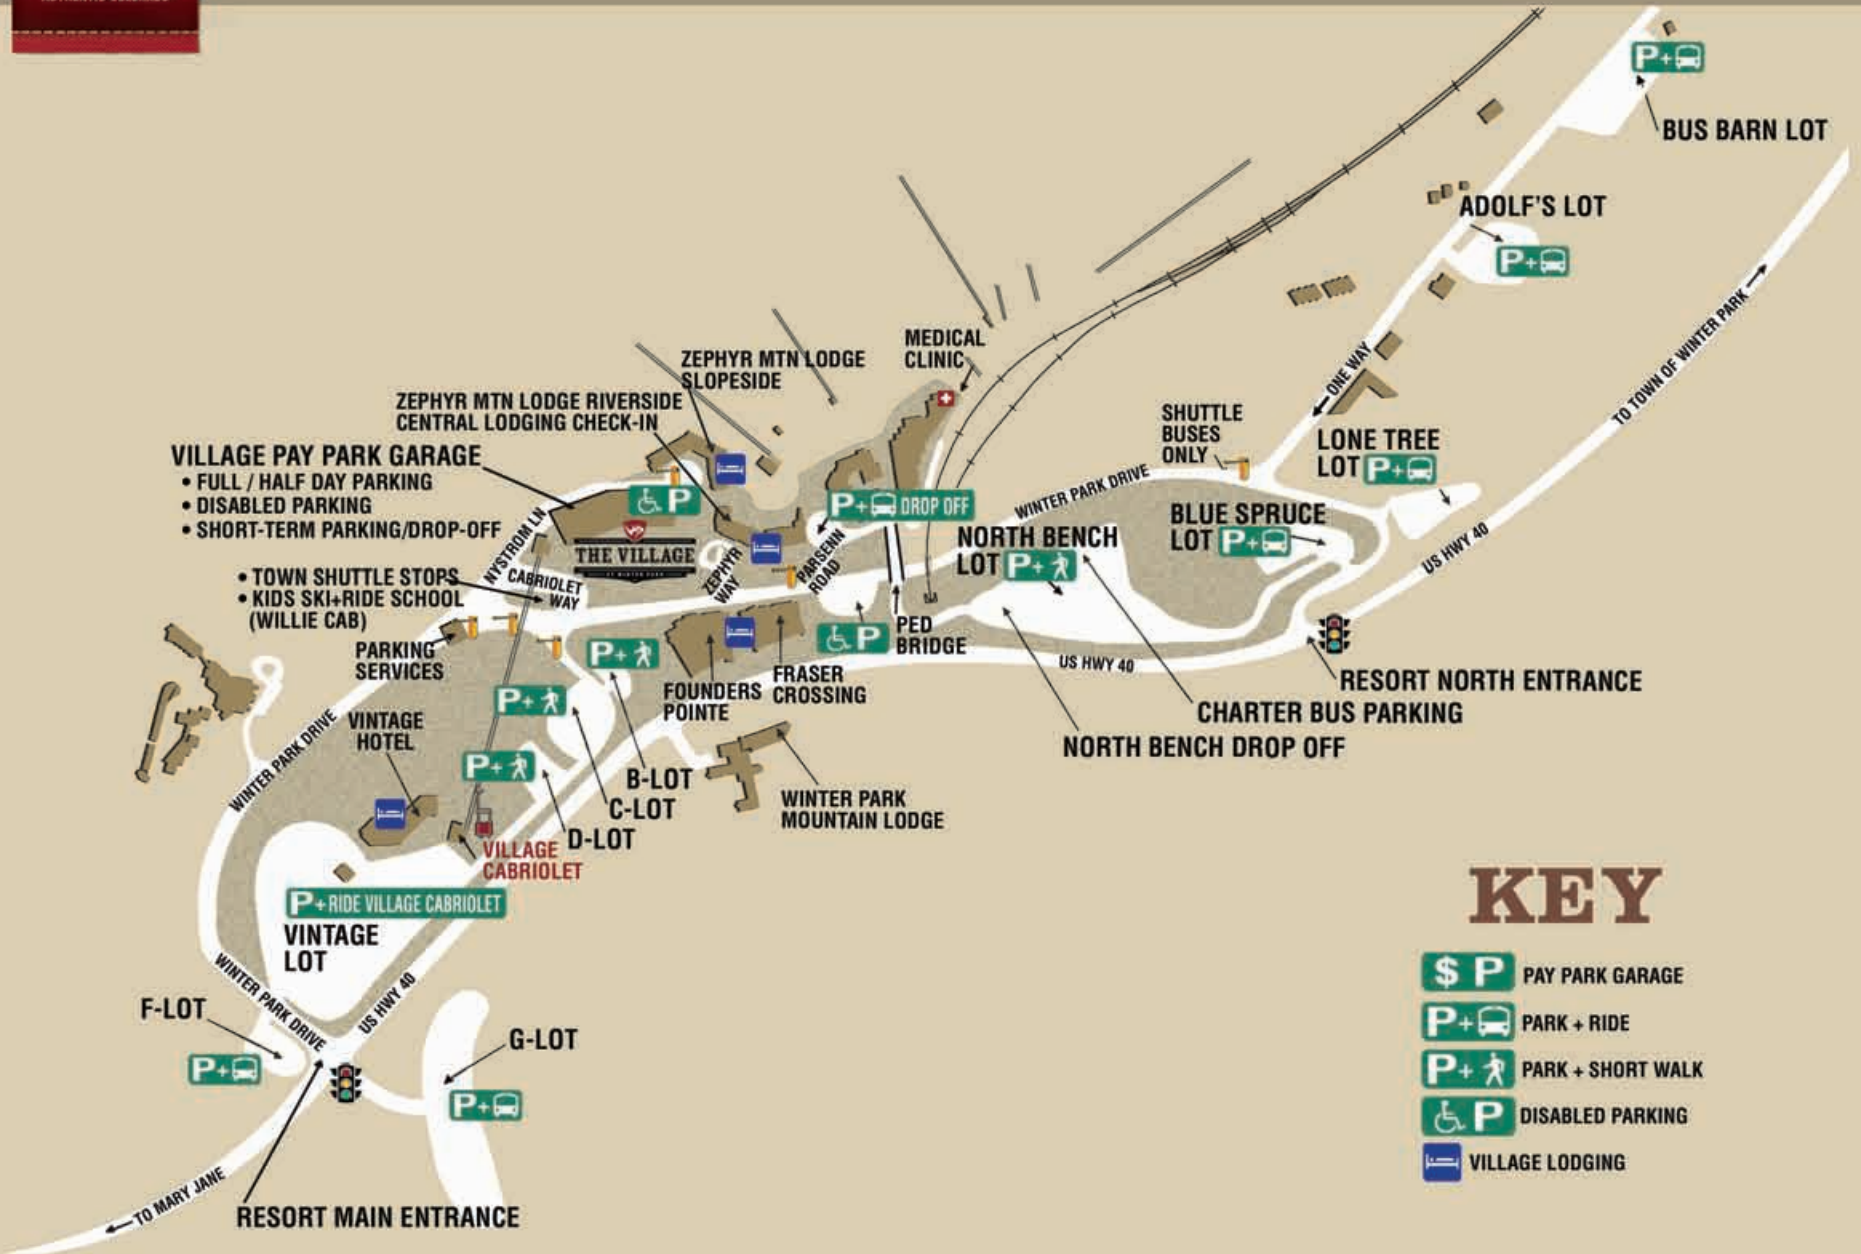 BUS BARN LOT
ADOLF'S LOT
TO TOWN OF WINTER PARK
ONE WAY
MEDICAL
CLINIC
ZEPHYR MTN LODGE
SLOPESIDE
ZEPHYR MTN LODGE RIVERSIDE
CENTRAL LODGING CHECK-IN
VILLAGE PAY PARK GARAGE
• FULL / HALF DAY PARKING
• DISABLED PARKING
• SHORT-TERM PARKING/DROP-OFF
• TOWN SHUTTLE STOPS
• KIDS SKI+RIDE SCHOOL
(WILLIE CAB)
PARKING
SERVICES
NYSTROM LN
CABRIOLET
WAY
THE VILLAGE
ZEPHYR
WAY
PARSENN
ROAD
P+ DROP OFF
P
P+
WINTER PARK DRIVE
SHUTTLE
BUSES
ONLY
LONE TREE
LOT P+
BLUE SPRUCE
LOT P+
NORTH BENCH
LOT P+
US HWY 40
PED
BRIDGE
P
US HWY 40
RESORT NORTH ENTRANCE
CHARTER BUS PARKING
NORTH BENCH DROP OFF
FRASER
CROSSING
FOUNDERS
POINTE
P+
P+
P+
B-LOT
C-LOT
D-LOT
WINTER PARK
MOUNTAIN LODGE
VINTAGE
HOTEL
WINTER PARK DRIVE
VILLAGE
CABRIOLET
P+RIDE VILLAGE CABRIOLET
VINTAGE
LOT
WINTER PARK DRIVE
US HWY 40
F-LOT
P+
G-LOT
P+
TO MARY JANE
RESORT MAIN ENTRANCE
KEY
$ P PAY PARK GARAGE
P+ PARK + RIDE
P+ PARK + SHORT WALK
P DISABLED PARKING
VILLAGE LODGING